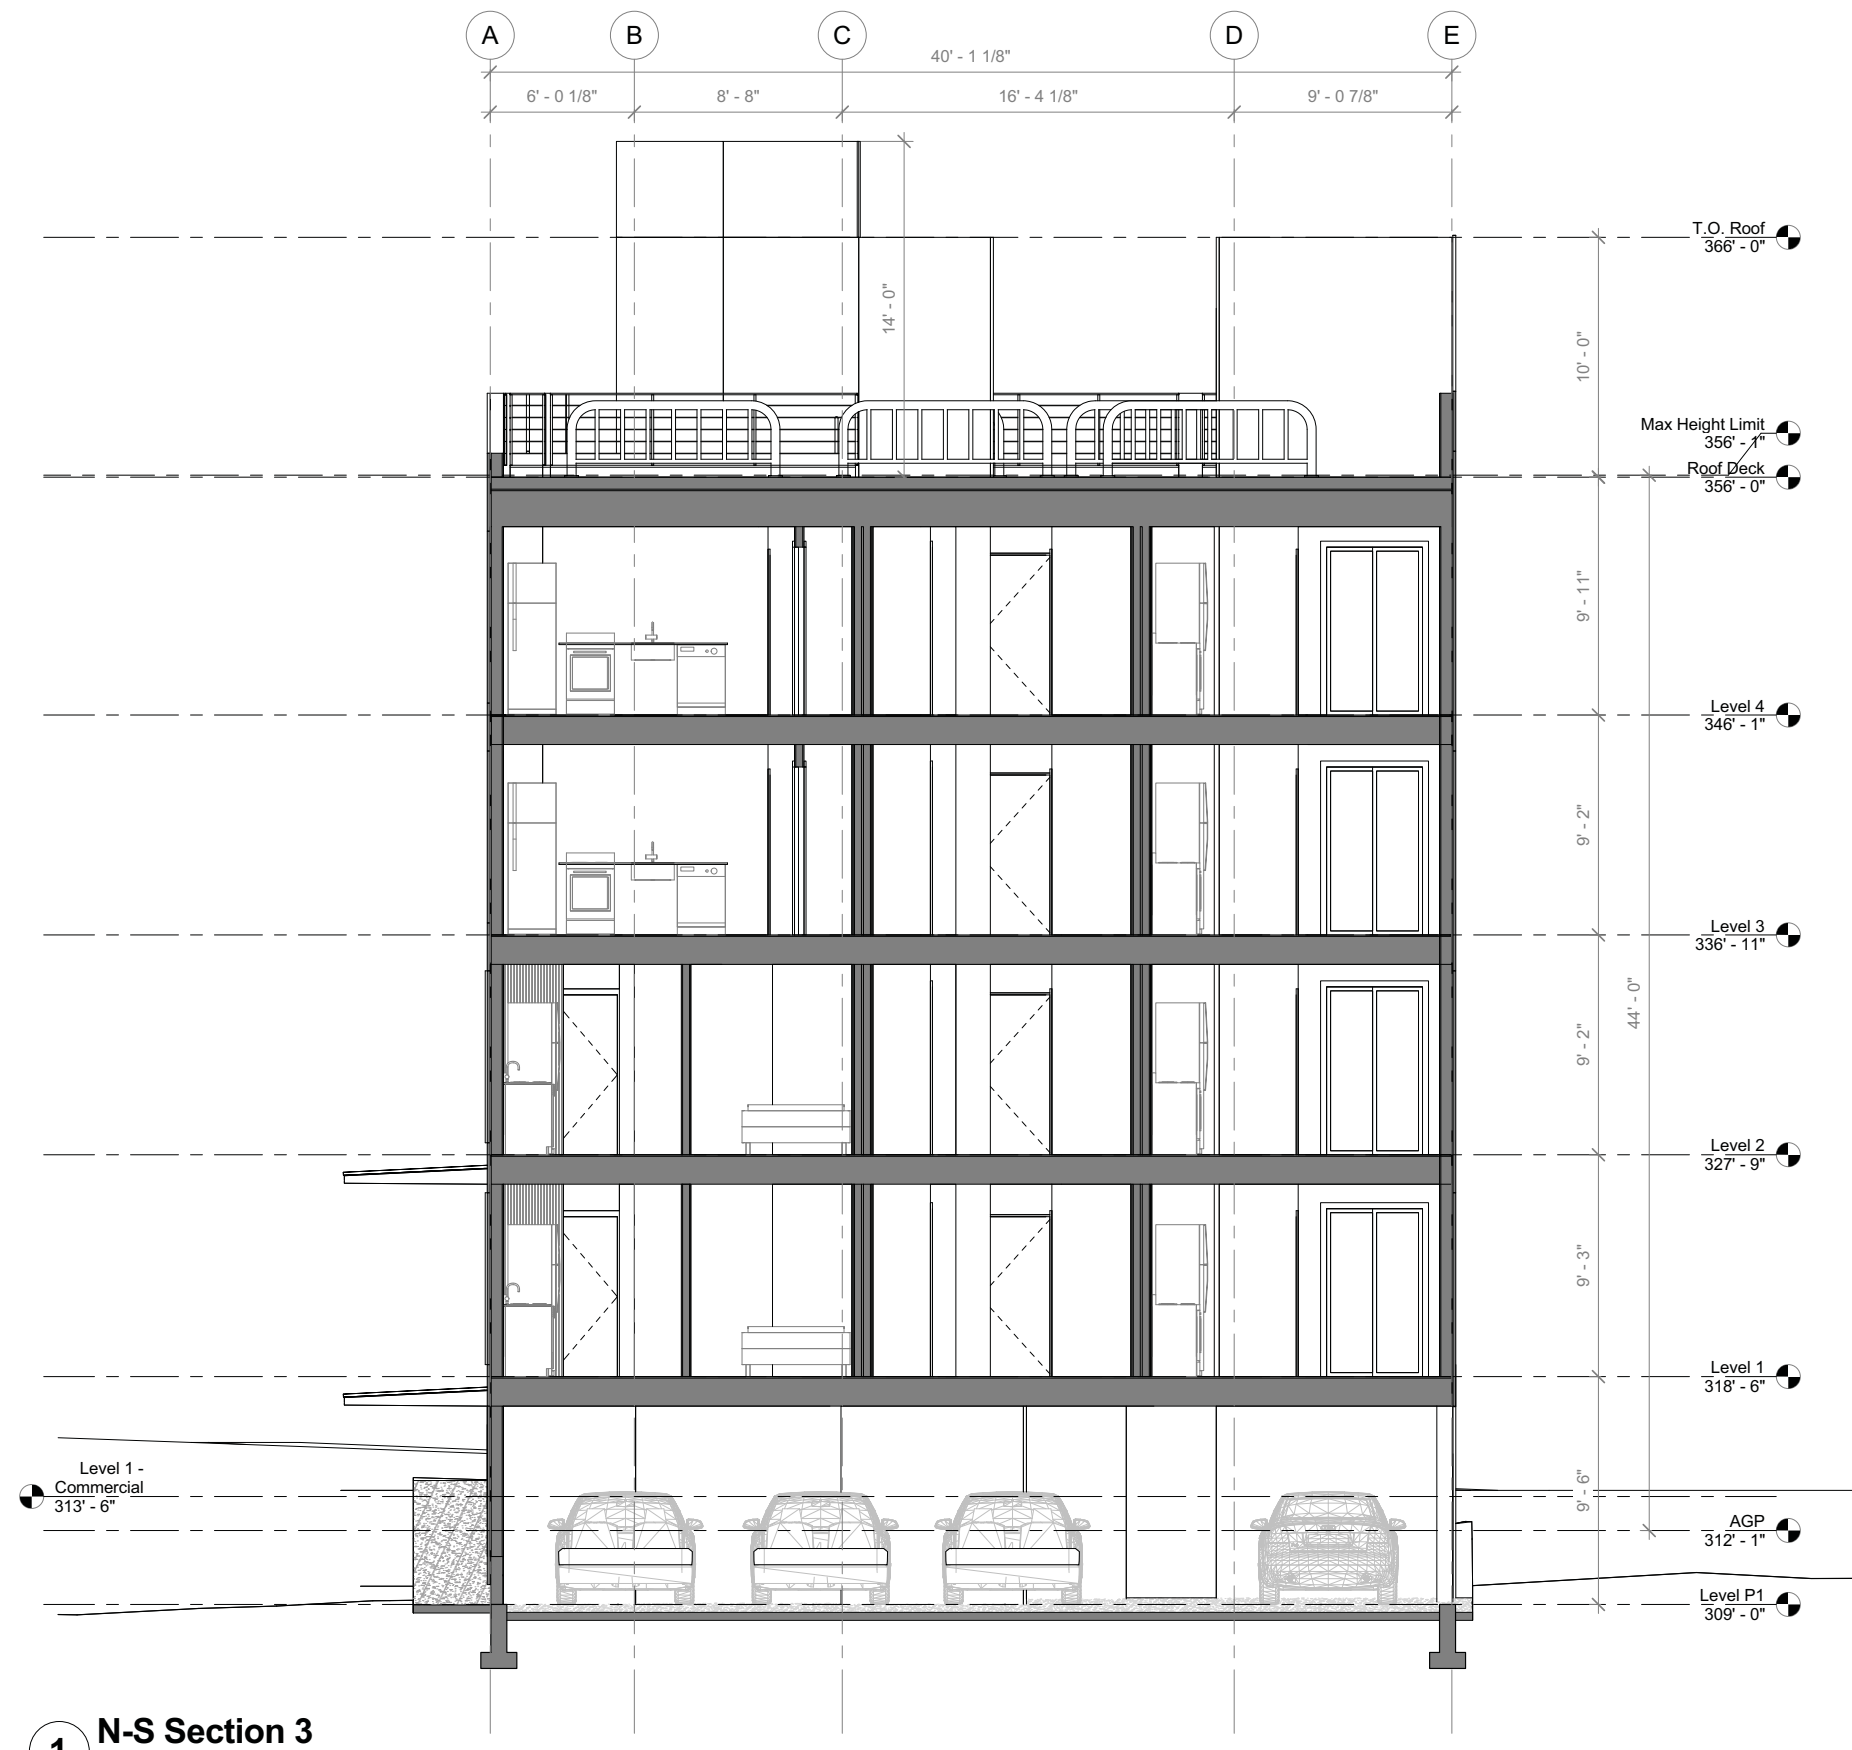 A B C D E
40' - 1 1/8"
6' - 0 1/8" 8' - 8" 16' - 4 1/8" 9' - 0 7/8"
T.O. Roof
366' - 0"
14' - 0"
10' - 0"
Max Height Limit
356' - 1"
Roof Deck
356' - 0"
9' - 11"
Level 4
346' - 1"
9' - 2"
Level 3
336' - 11"
44' - 0"
9' - 2"
Level 2
327' - 9"
9' - 3"
Level 1
318' - 6"
Level 1 -
Commercial
313' - 6"
9' - 6"
AGP
312' - 1"
Level P1
309' - 0"
1 N-S Section 3